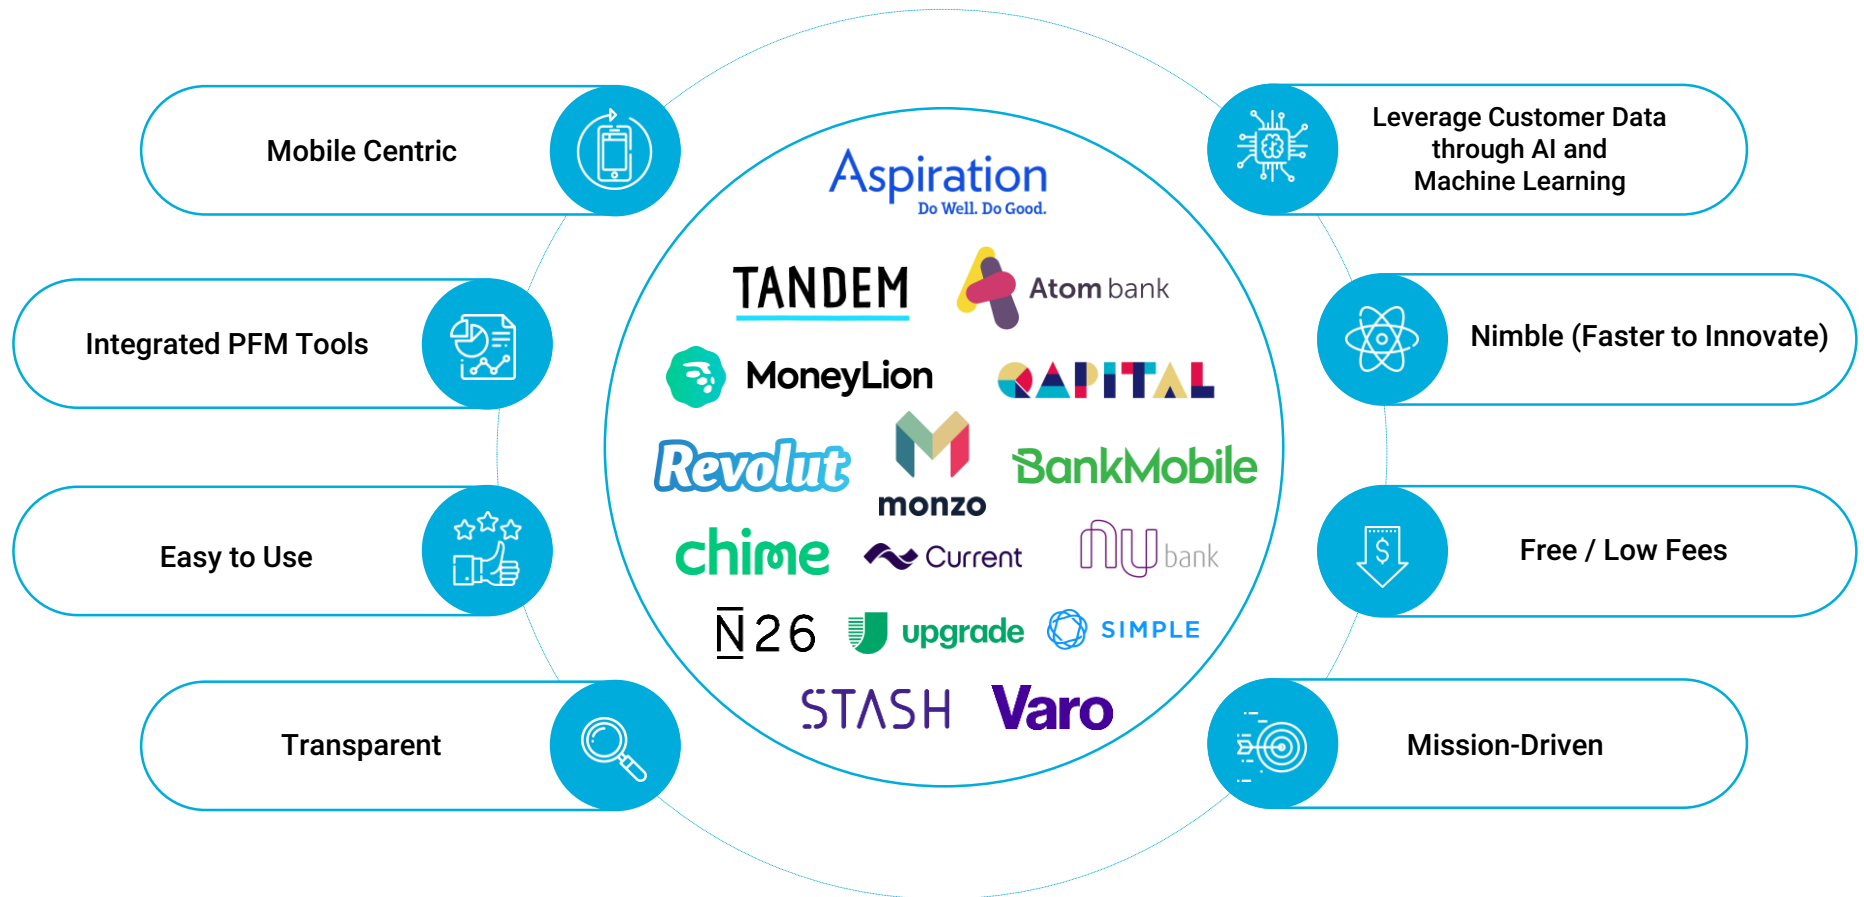 Mobile Centric
Integrated PFM Tools
Easy to Use
Transparent
Aspiration
Do Well. Do Good.
TANDEM
Atom bank
MoneyLion
QAPITAL
Revolut
monzo
BankMobile
chime
Current
nu bank
N26
upgrade
SIMPLE
STASH
Varo
Leverage Customer Data
through AI and
Machine Learning
Nimble (Faster to Innovate)
$
Free / Low Fees
Mission-Driven